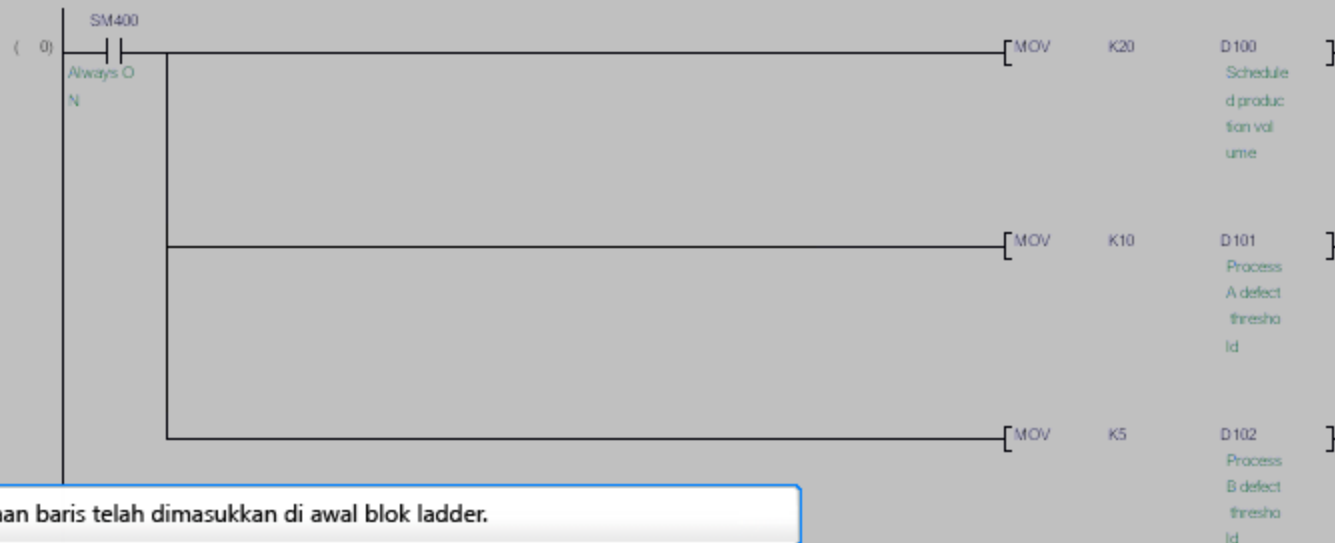 SM400
( 0) MOV K20 D100
Always O
N
Schedule
d produc
tion vol
ume
MOV K10 D101
Process
A defect
thresho
ld
MOV K5 D102
Process
B defect
thresho
ld
baris telah dimasukkan di awal blok ladder.